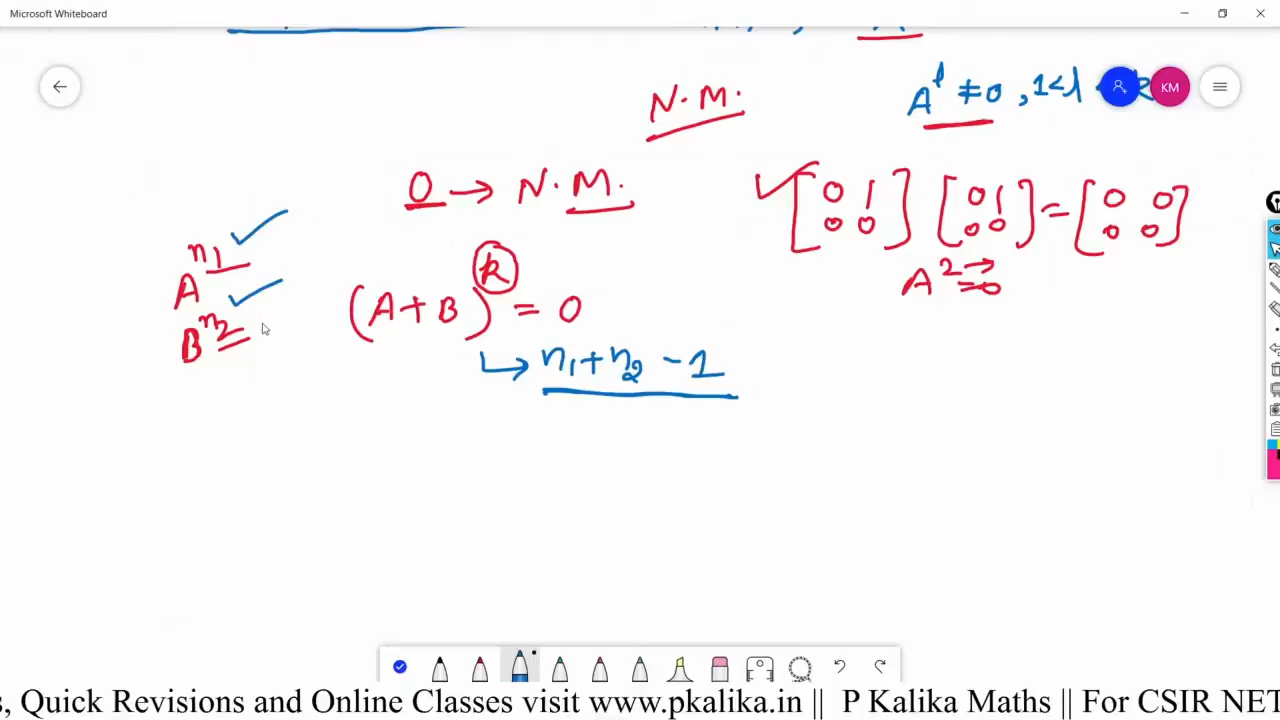 Microsoft Whiteboard
A^l ≠ 0, 1<l
KM
N.M.
0 → N.M.
[0 1
0 0] [0 1
0 0] = [0 0
0 0]
A^2 = 0
A^n1
B^n2
(A+B)^k = 0
↳ n1+n2-1
s, Quick Revisions and Online Classes visit www.pkalika.in || P Kalika Maths || For CSIR NET